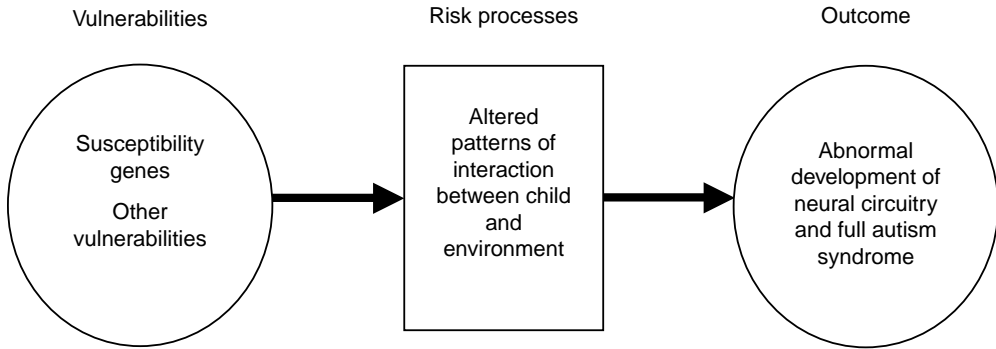 Vulnerabilities
Risk processes
Outcome
Susceptibility
genes
Other
vulnerabilities
Altered
patterns of
interaction
between child
and
environment
Abnormal
development of
neural circuitry
and full autism
syndrome